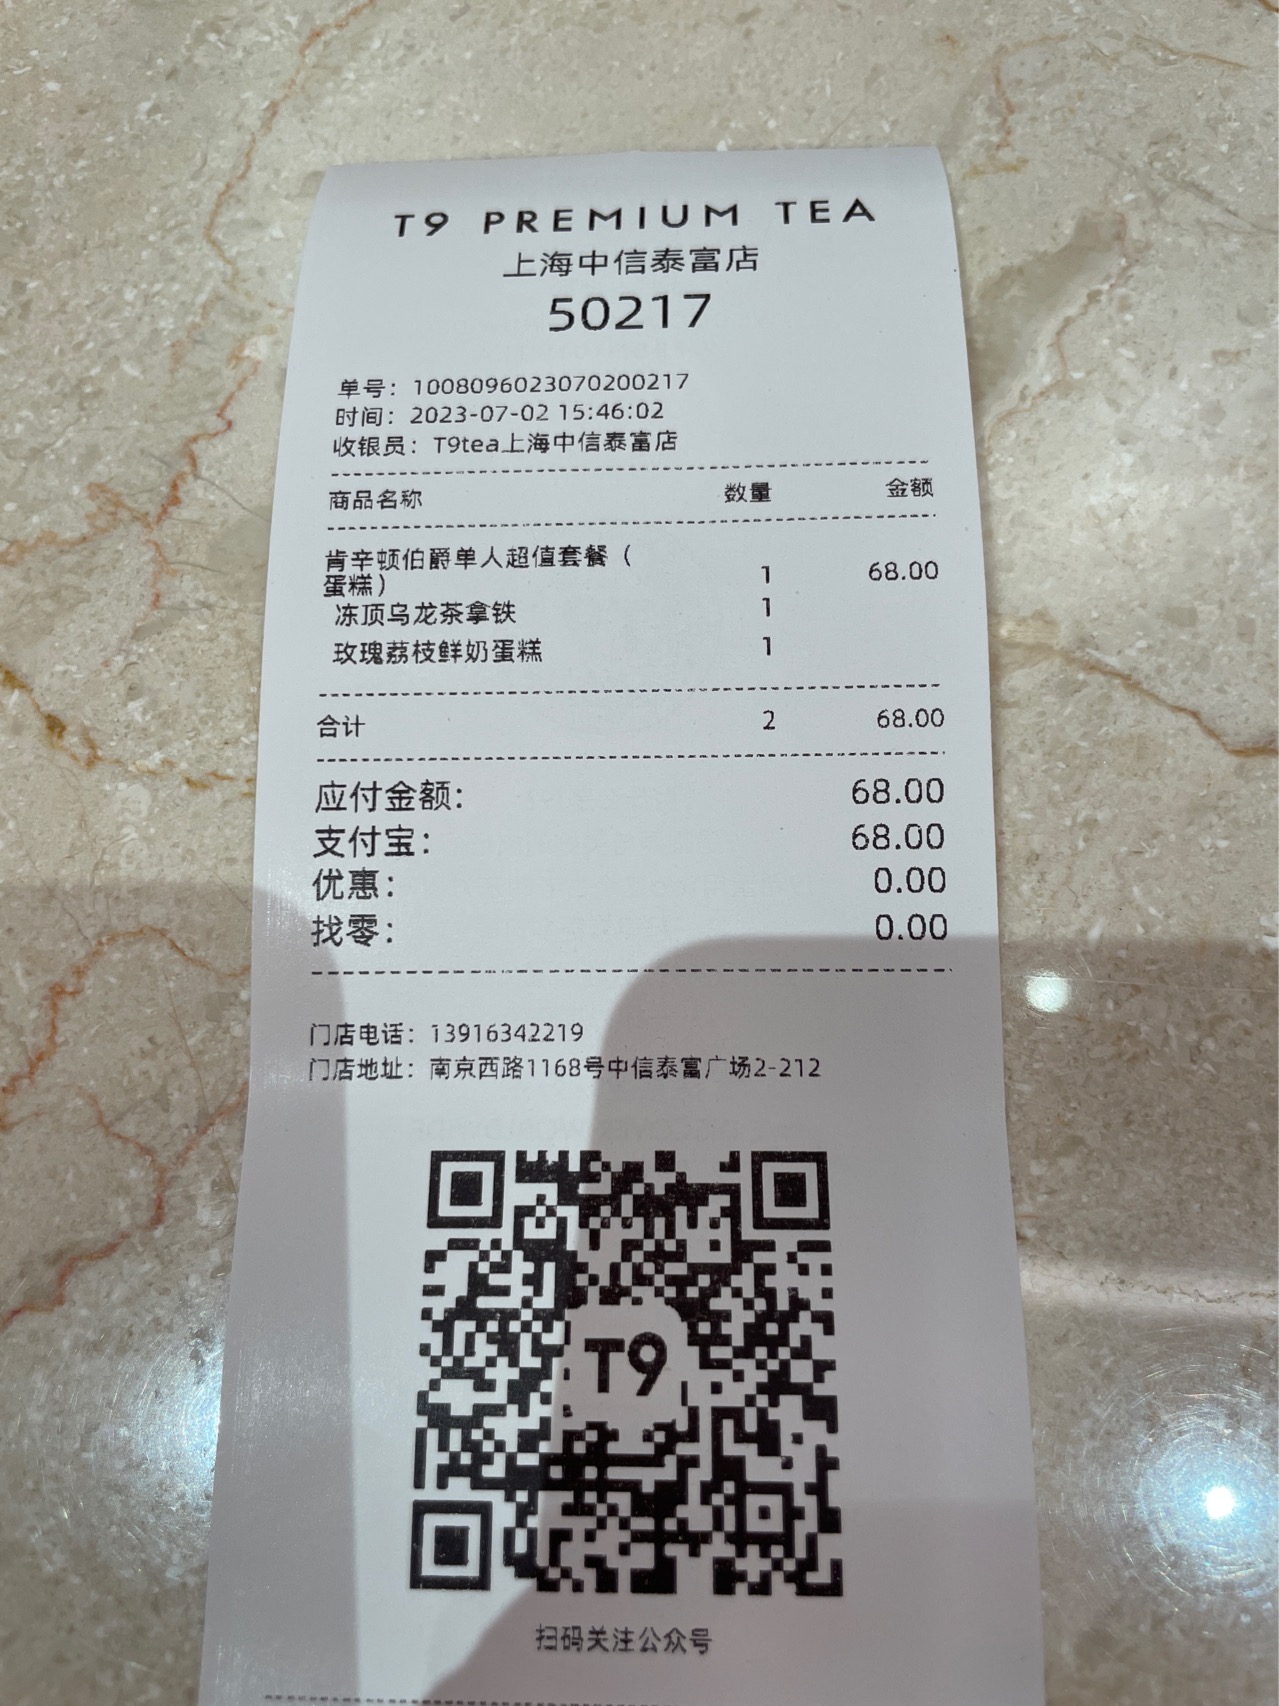 T9 PREMIUM TEA
上海中信泰富店
50217
单号：1008096023070200217
时间：2023-07-02 15:46:02
收银员：T9tea上海中信泰富店
商品名称 数量 金额
肯辛顿伯爵单人超值套餐（
蛋糕） 1 68.00
冻顶乌龙茶拿铁 1
玫瑰荔枝鲜奶蛋糕 1
合计 2 68.00
应付金额： 68.00
支付宝： 68.00
优惠： 0.00
找零： 0.00
门店电话：13916342219
门店地址：南京西路1168号中信泰富广场2-212
T9
扫码关注公众号